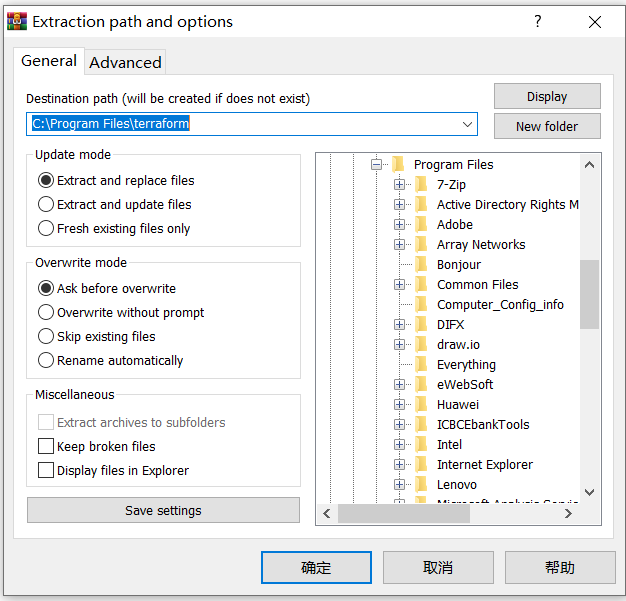 Extraction path and options
?
General
Advanced
Destination path (will be created if does not exist)
Display
C:\Program Files\terraform
New folder
Update mode
Extract and replace files
Extract and update files
Fresh existing files only
Overwrite mode
Ask before overwrite
Overwrite without prompt
Skip existing files
Rename automatically
Miscellaneous
Extract archives to subfolders
Keep broken files
Display files in Explorer
Save settings
Program Files
7-Zip
Active Directory Rights M
Adobe
Array Networks
Bonjour
Common Files
Computer_Config_info
DIFX
draw.io
Everything
eWebSoft
Huawei
ICBCEbankTools
Intel
Internet Explorer
Lenovo
确定
取消
帮助